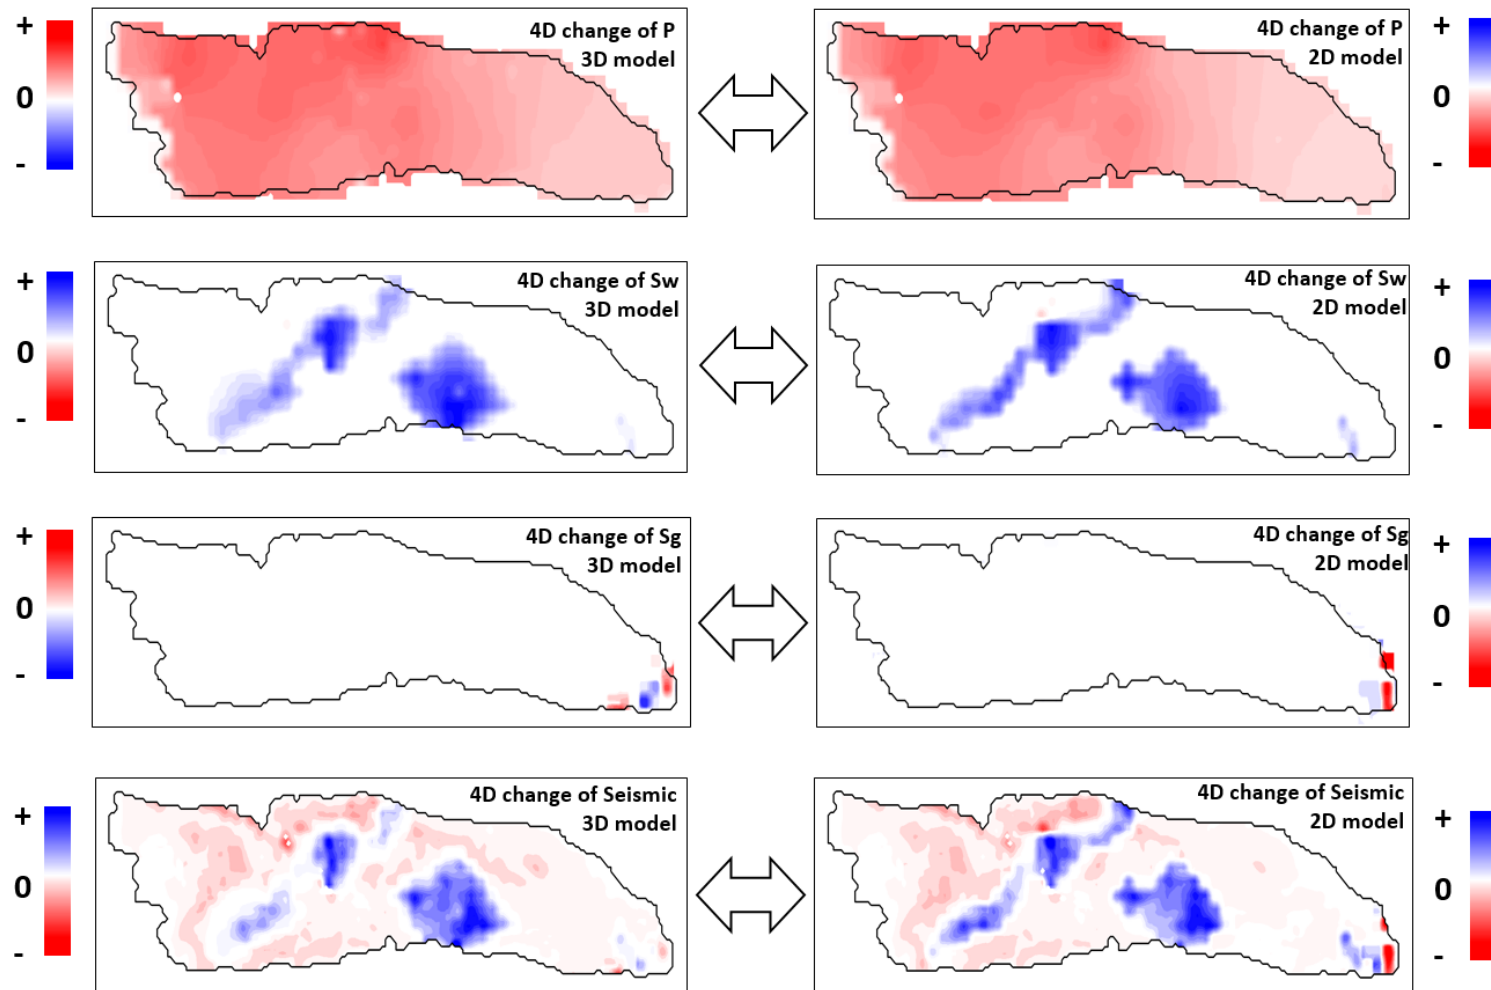 +
0
-
4D change of P
3D model
4D change of P
2D model
+
0
-
+
0
-
4D change of Sw
3D model
4D change of Sw
2D model
+
0
-
+
0
-
4D change of Sg
3D model
4D change of Sg
2D model
+
0
-
+
0
-
4D change of Seismic
3D model
4D change of Seismic
2D model
+
0
-